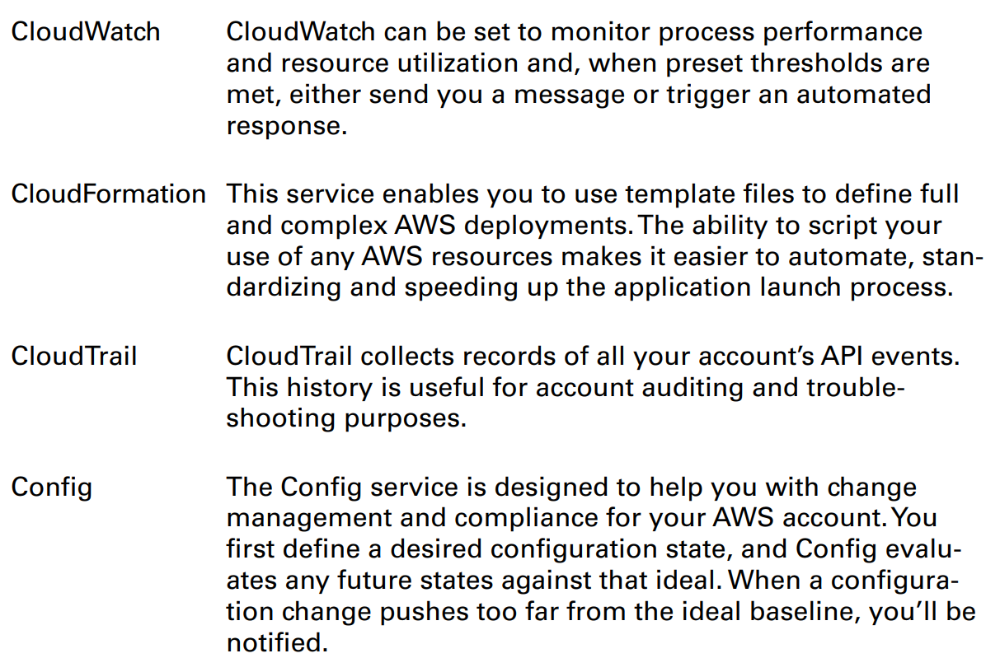 CloudWatch CloudWatch can be set to monitor process performance
and resource utilization and, when preset thresholds are
met, either send you a message or trigger an automated
response.
CloudFormation This service enables you to use template files to define full
and complex AWS deployments. The ability to script your
use of any AWS resources makes it easier to automate, stan-
dardizing and speeding up the application launch process.
CloudTrail CloudTrail collects records of all your account’s API events.
This history is useful for account auditing and trouble-
shooting purposes.
Config The Config service is designed to help you with change
management and compliance for your AWS account. You
first define a desired configuration state, and Config evalu-
ates any future states against that ideal. When a configura-
tion change pushes too far from the ideal baseline, you’ll be
notified.